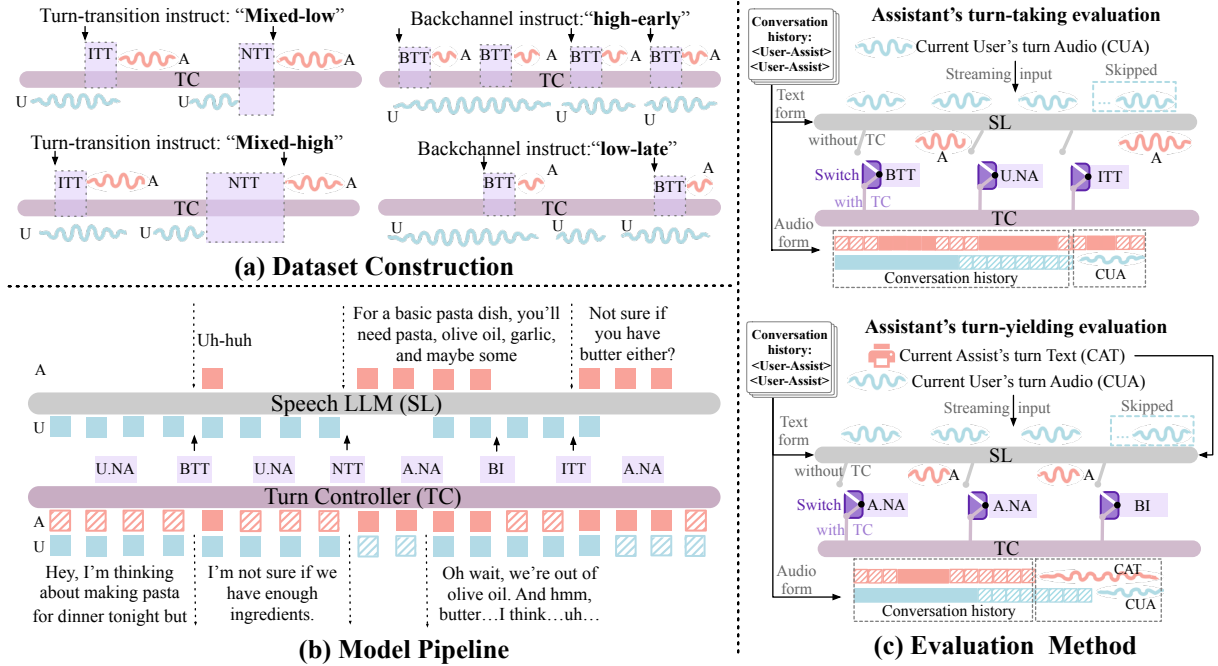 Turn-transition instruct: “Mixed-low”
ITT
A
NTT
A
TC
U
U
Turn-transition instruct: “Mixed-high”
ITT
A
NTT
A
TC
U
U
Backchannel instruct:“high-early”
BTT
A
BTT
A
BTT
A
BTT
A
TC
U
U
U
Backchannel instruct:“low-late”
BTT
A
BTT
A
TC
U
U
U
(a) Dataset Construction
Uh-huh
For a basic pasta dish, you’ll
need pasta, olive oil, garlic,
and maybe some
Not sure if
you have
butter either?
A
Speech LLM (SL)
U
U.NA
BTT
U.NA
NTT
A.NA
BI
ITT
A.NA
Turn Controller (TC)
A
U
Hey, I’m thinking
about making pasta
for dinner tonight but
I’m not sure if we
have enough
ingredients.
Oh wait, we’re out of
olive oil. And hmm,
butter…I think…uh…
(b) Model Pipeline
Conversation
history:
<User-Assist>
<User-Assist>
Assistant’s turn-taking evaluation
Current User’s turn Audio (CUA)
Streaming input
Skipped
...
Text
form
SL
without TC
A
A
Switch
BTT
U.NA
ITT
with TC
TC
Audio
form
Conversation history
CUA
Conversation
history:
<User-Assist>
<User-Assist>
Assistant’s turn-yielding evaluation
Current Assist’s turn Text (CAT)
Current User’s turn Audio (CUA)
Streaming input
Skipped
...
Text
form
SL
without TC
A
A
Switch
A.NA
A.NA
BI
with TC
TC
Audio
form
CAT
CUA
Conversation history
(c) Evaluation Method